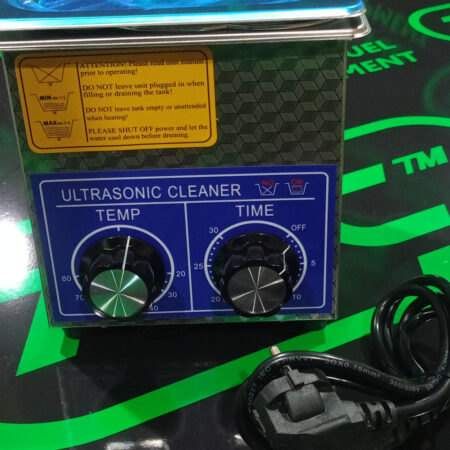 ATTENTION! Please read user manual
prior to operating!
DO NOT leave unit plugged in when
filling or draining the tank!
MIN
DO NOT leave tank empty or unattended
when heating!
MAX
PLEASE SHUT OFF power and let the
water cool down before draining.
ULTRASONIC CLEANER
TEMP
TIME
80
70
20
30
40
30
25
20
OFF
5
10
FUEL
TM